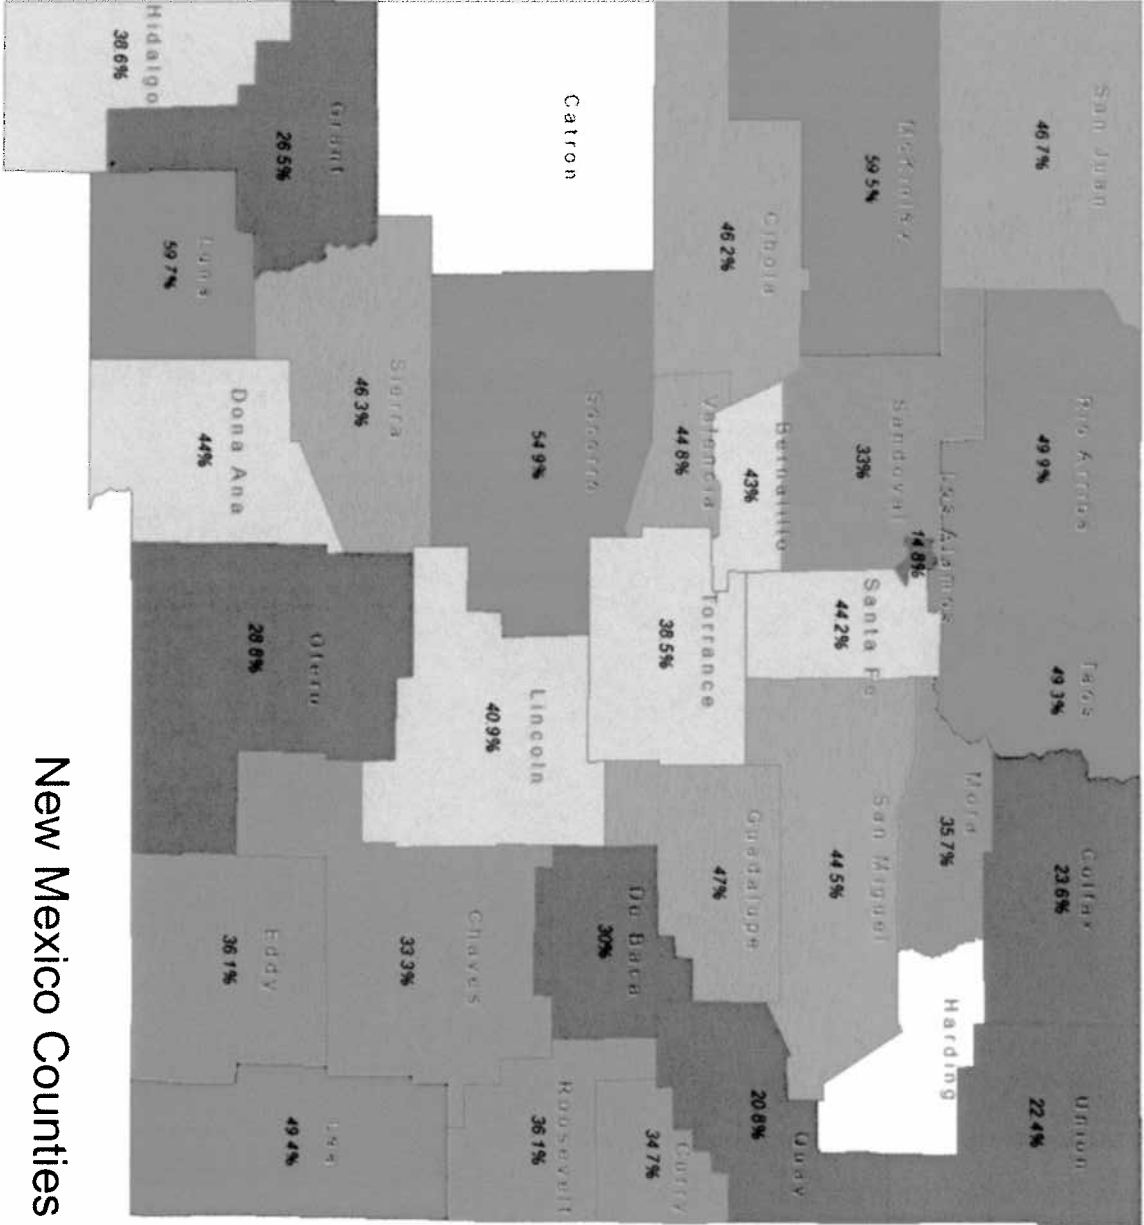 San Juan
46.7%
Rio Arriba
49.9%
Taos
49.3%
Colfax
23.6%
Union
22.4%
McKinley
59.5%
Sandoval
33%
Los Alamos
14.8%
Mora
35.7%
Harding
Santa Fe
44.2%
San Miguel
44.5%
Cibola
46.2%
Bernalillo
43%
Valencia
44.8%
Torrance
38.5%
Guadalupe
47%
Quay
20.8%
Curry
34.7%
De Baca
30%
Roosevelt
36.1%
Catron
Socorro
54.9%
Lincoln
40.9%
Chaves
33.3%
Grant
26.5%
Sierra
46.3%
Otero
28.8%
Eddy
36.1%
Lea
49.4%
Hidalgo
38.6%
Luna
59.7%
Dona Ana
44%
New Mexico Counties